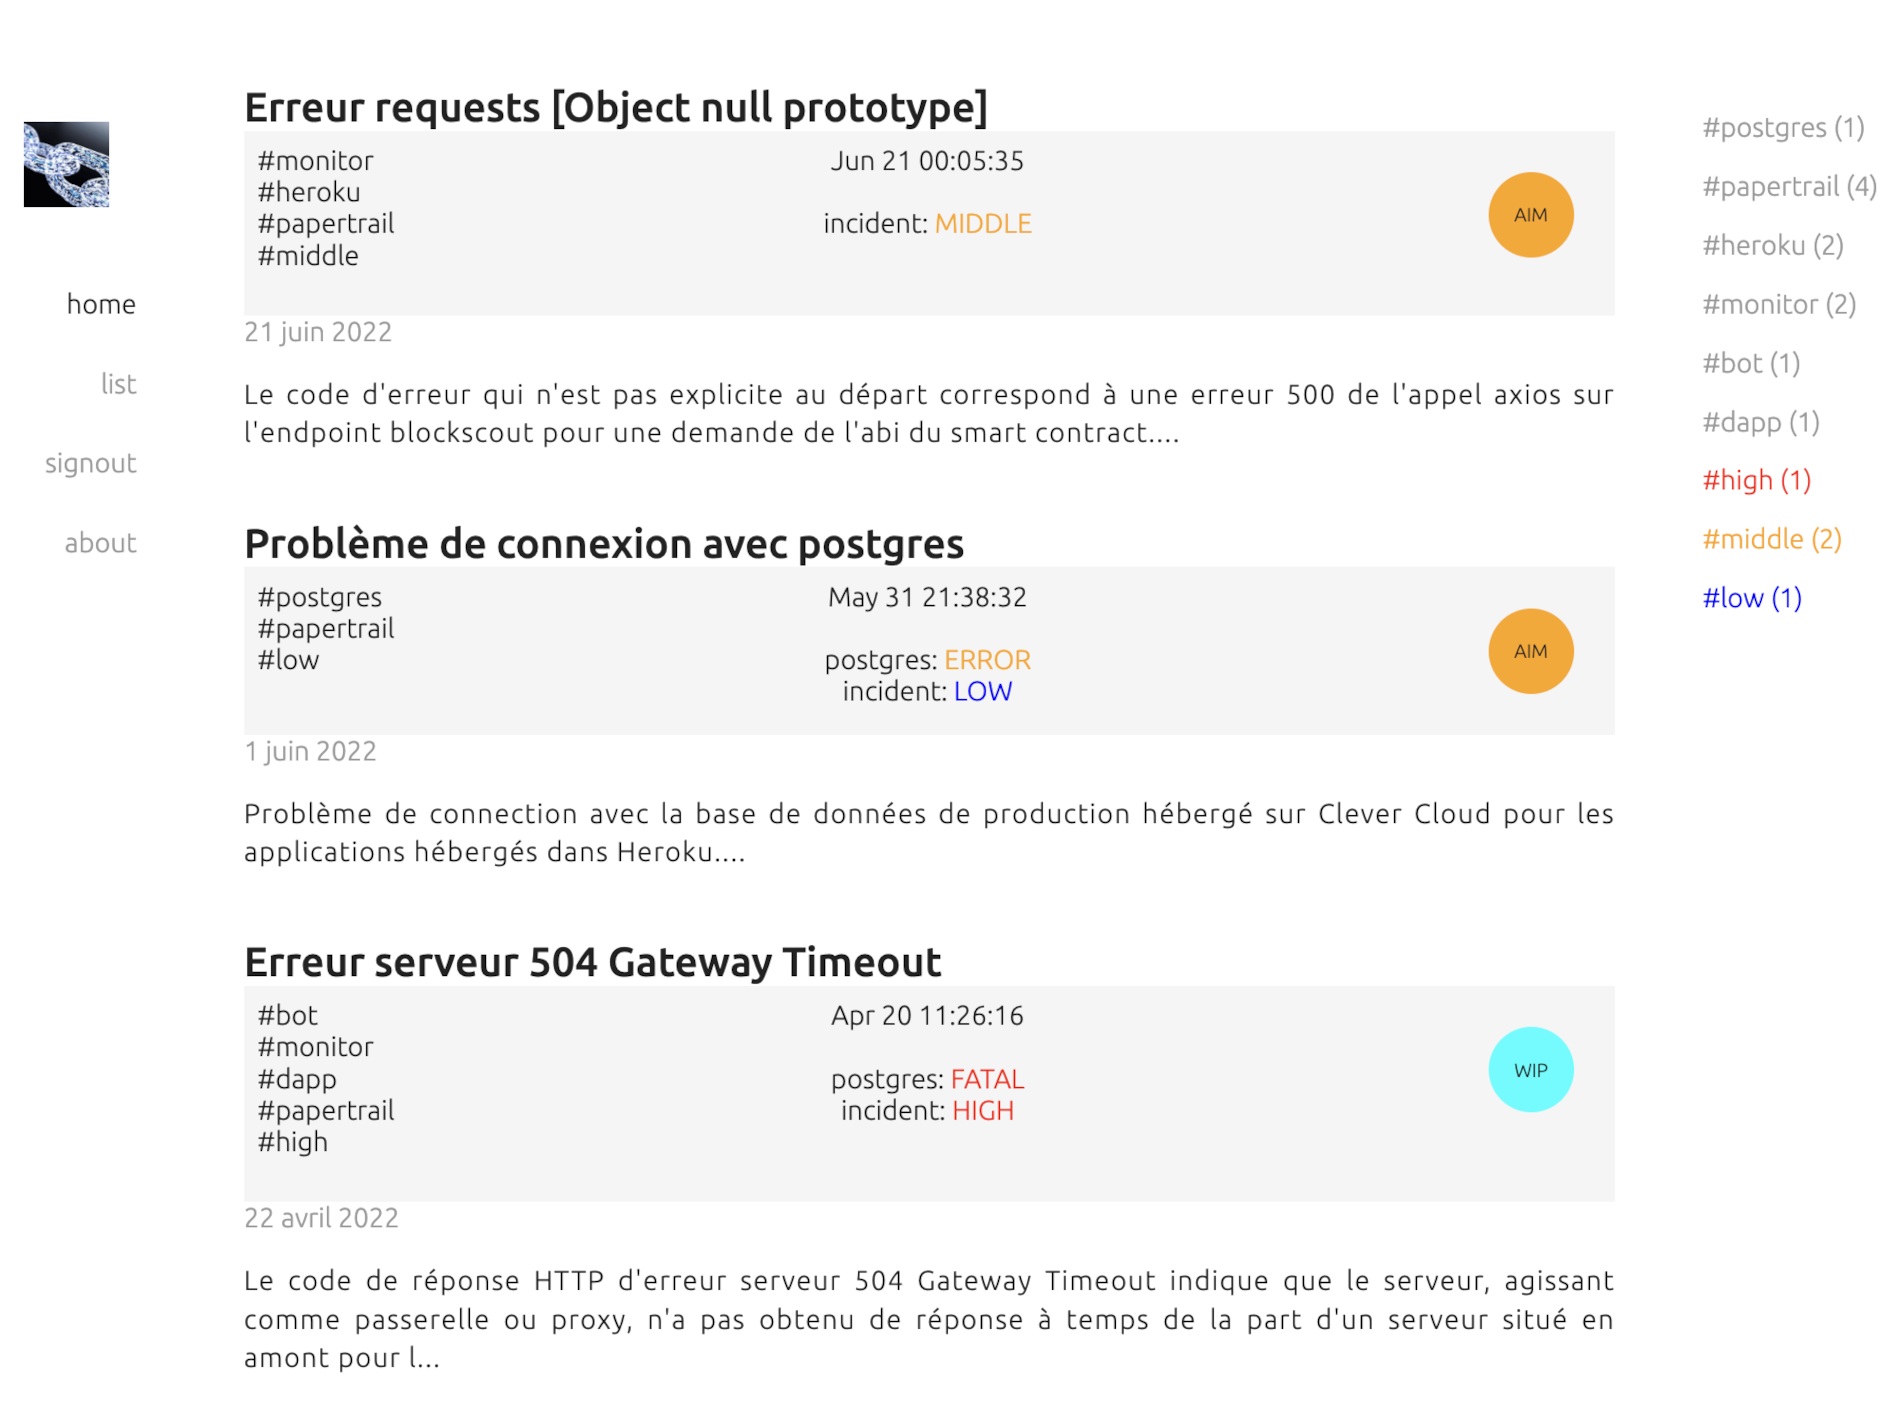 home
list
signout
about
Erreur requests [Object null prototype]
#monitor
#heroku
#papertrail
#middle
Jun 21 00:05:35
incident: MIDDLE
AIM
21 juin 2022
Le code d'erreur qui n'est pas explicite au départ correspond à une erreur 500 de l'appel axios sur
l'endpoint blockscout pour une demande de l'abi du smart contract....
Problème de connexion avec postgres
#postgres
#papertrail
#low
May 31 21:38:32
postgres: ERROR
incident: LOW
AIM
1 juin 2022
Problème de connection avec la base de données de production hébergé sur Clever Cloud pour les
applications hébergés dans Heroku....
Erreur serveur 504 Gateway Timeout
#bot
#monitor
#dapp
#papertrail
#high
Apr 20 11:26:16
postgres: FATAL
incident: HIGH
WIP
22 avril 2022
Le code de réponse HTTP d'erreur serveur 504 Gateway Timeout indique que le serveur, agissant
comme passerelle ou proxy, n'a pas obtenu de réponse à temps de la part d'un serveur situé en
amont pour l...
#postgres (1)
#papertrail (4)
#heroku (2)
#monitor (2)
#bot (1)
#dapp (1)
#high (1)
#middle (2)
#low (1)